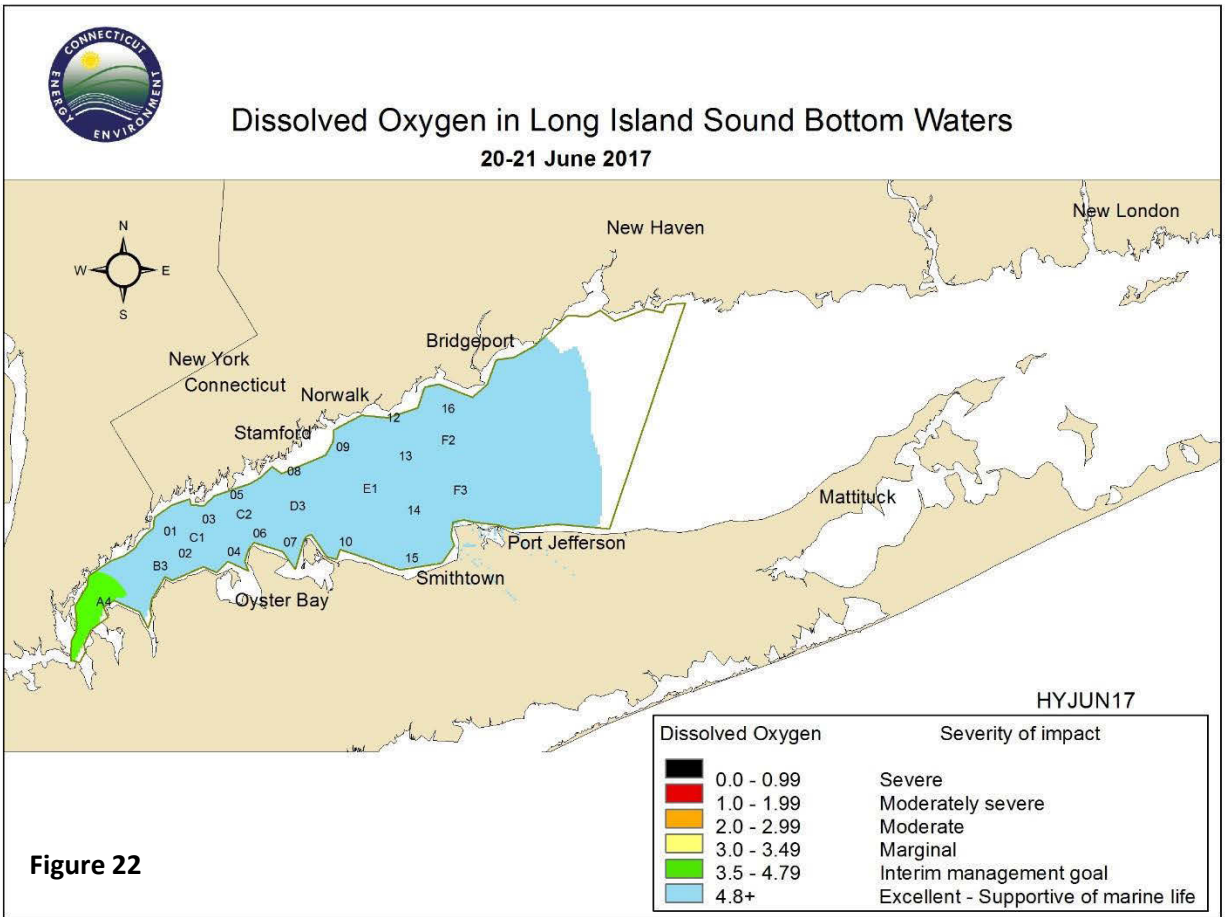 CONNECTICUT
ENERGY
ENVIRONMENT
Dissolved Oxygen in Long Island Sound Bottom Waters
20-21 June 2017
N
W
E
S
New Haven
New London
Bridgeport
New York
Connecticut
Norwalk
Stamford
12
16
F2
09
13
08
E1
F3
05
D3
14
Mattituck
03
C2
01
C1
06
07
10
Port Jefferson
02
04
15
B3
Smithtown
A4
Oyster Bay
HYJUN17
Dissolved Oxygen Severity of impact
0.0 - 0.99 Severe
1.0 - 1.99 Moderately severe
2.0 - 2.99 Moderate
3.0 - 3.49 Marginal
3.5 - 4.79 Interim management goal
4.8+ Excellent - Supportive of marine life
Figure 22